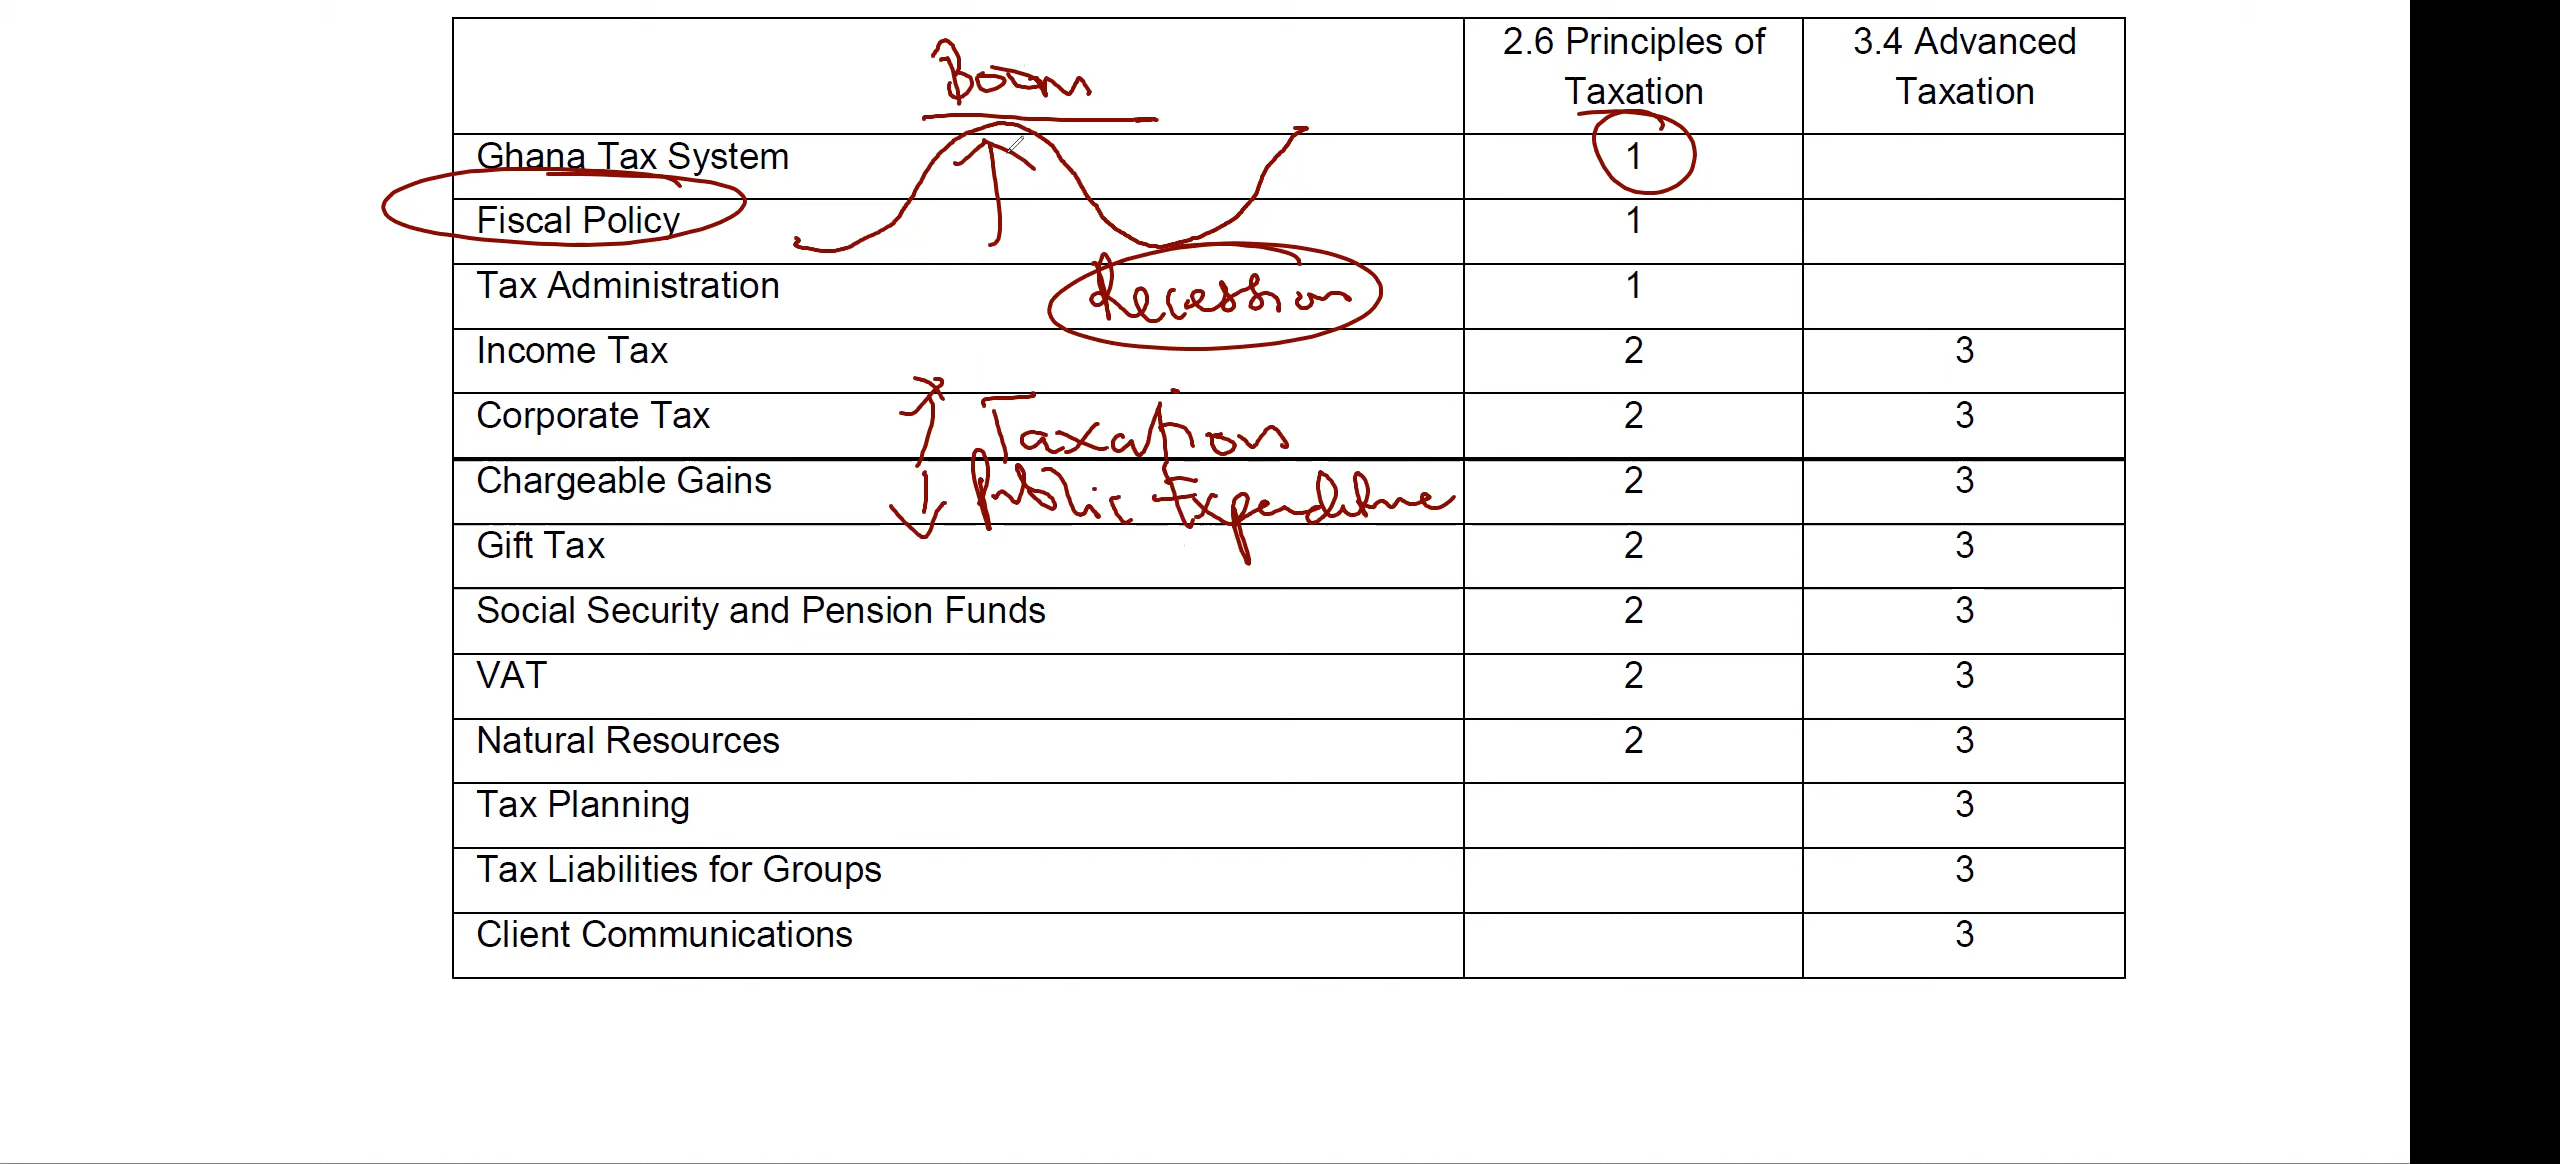 2.6 Principles of Taxation 3.4 Advanced Taxation
Boom
Ghana Tax System 1
Fiscal Policy 1
Tax Administration 1
Recession
Income Tax 2 3
Corporate Tax 2 3
Taxation
Chargeable Gains 2 3
Public Expenditure
Gift Tax 2 3
Social Security and Pension Funds 2 3
VAT 2 3
Natural Resources 2 3
Tax Planning 3
Tax Liabilities for Groups 3
Client Communications 3